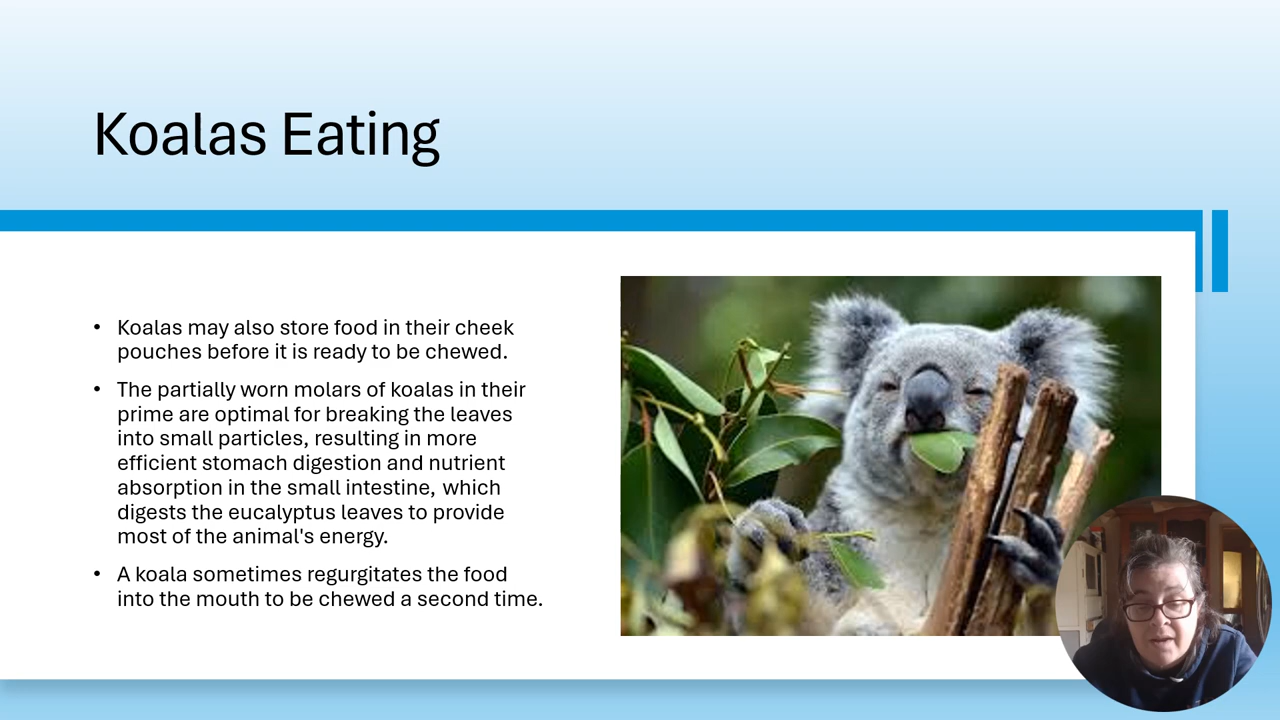 Koalas Eating
• Koalas may also store food in their cheek
pouches before it is ready to be chewed.
• The partially worn molars of koalas in their
prime are optimal for breaking the leaves
into small particles, resulting in more
efficient stomach digestion and nutrient
absorption in the small intestine, which
digests the eucalyptus leaves to provide
most of the animal's energy.
• A koala sometimes regurgitates the food
into the mouth to be chewed a second time.